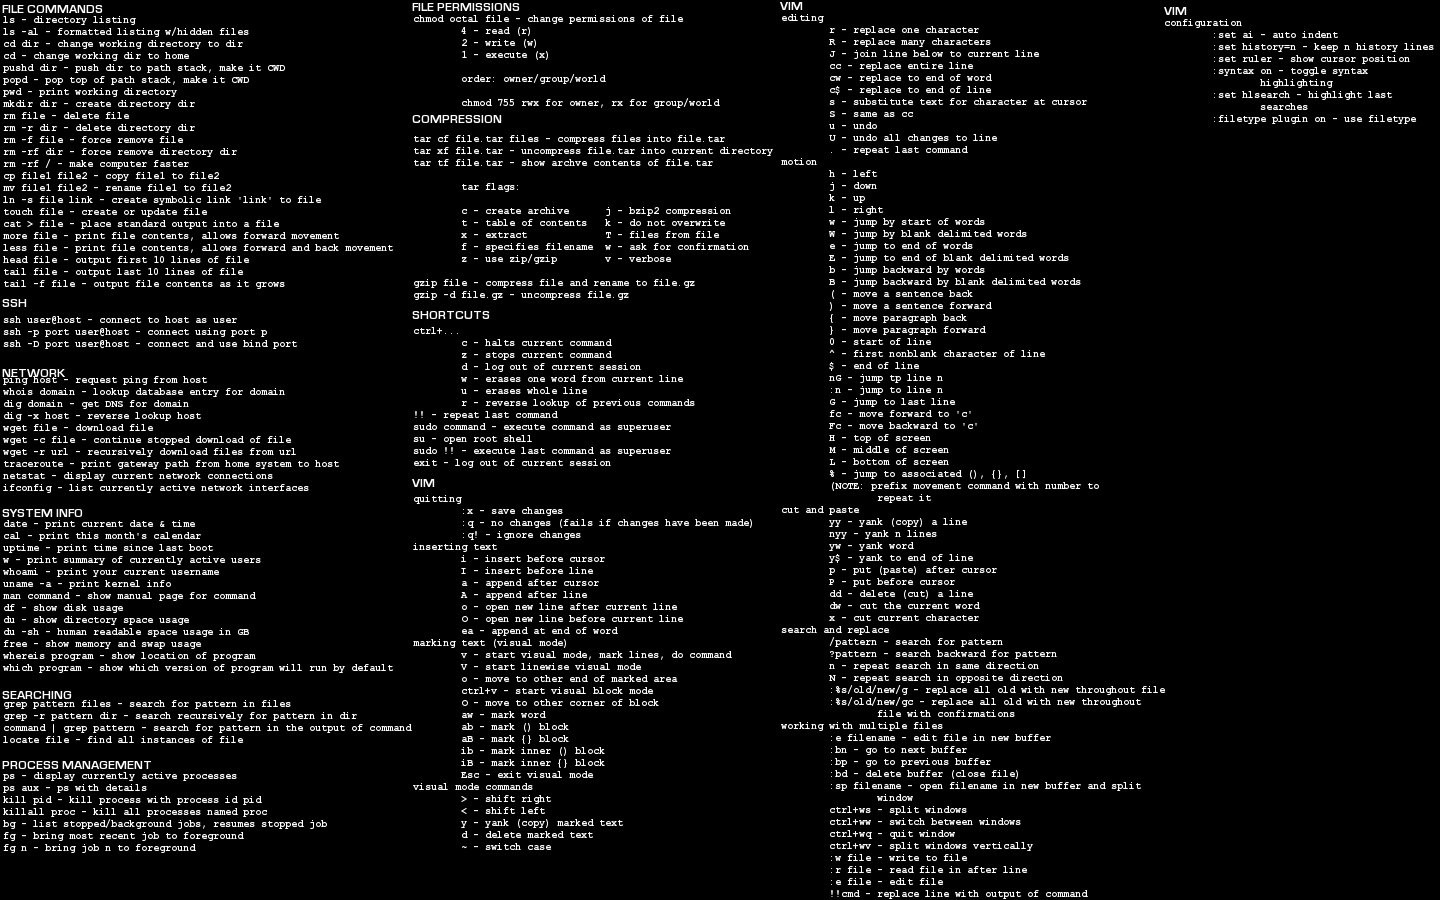 FILE COMMANDS
ls - directory listing
ls -al - formatted listing w/hidden files
cd dir - change working directory to dir
cd - change working dir to home
pushd dir - push dir to path stack, make it CWD
popd - pop top of path stack, make it CWD
pwd - print working directory
mkdir dir - create directory dir
rm file - delete file
rm -r dir - delete directory dir
rm -f file - force remove file
rm -rf dir - force remove directory dir
rm -rf / - make computer faster
cp file1 file2 - copy file1 to file2
mv file1 file2 - rename file1 to file2
ln -s file link - create symbolic link 'link' to file
touch file - create or update file
cat > file - place standard output into a file
more file - print file contents, allows forward movement
less file - print file contents, allows forward and back movement
head file - output first 10 lines of file
tail file - output last 10 lines of file
tail -f file - output file contents as it grows
SSH
ssh user@host - connect to host as user
ssh -p port user@host - connect using port p
ssh -D port user@host - connect and use bind port
NETWORK
ping host - request ping from host
whois domain - lookup database entry for domain
dig domain - get DNS for domain
dig -x host - reverse lookup host
wget file - download file
wget -c file - continue stopped download of file
wget -r url - recursively download files from url
traceroute - print gateway path from home system to host
netstat - display current network connections
ifconfig - list currently active network interfaces
SYSTEM INFO
date - print current date & time
cal - print this month's calendar
uptime - print time since last boot
w - print summary of currently active users
whoami - print your current username
uname -a - print kernel info
man command - show manual page for command
df - show disk usage
du - show directory space usage
du -sh - human readable space usage in GB
free - show memory and swap usage
whereis program - show location of program
which program - show which version of program will run by default
SEARCHING
grep pattern files - search for pattern in files
grep -r pattern dir - search recursively for pattern in dir
command | grep pattern - search for pattern in the output of command
locate file - find all instances of file
PROCESS MANAGEMENT
ps - display currently active processes
ps aux - ps with details
kill pid - kill process with process id pid
killall proc - kill all processes named proc
bg - list stopped/background jobs, resumes stopped job
fg - bring most recent job to foreground
fg n - bring job n to foreground
FILE PERMISSIONS
chmod octal file - change permissions of file
4 - read (r)
2 - write (w)
1 - execute (x)
order: owner/group/world
chmod 755 rwx for owner, rx for group/world
COMPRESSION
tar cf file.tar files - compress files into file.tar
tar xf file.tar - uncompress file.tar into current directory
tar tf file.tar - show archve contents of file.tar
tar flags:
c - create archive j - bzip2 compression
t - table of contents k - do not overwrite
x - extract T - files from file
f - specifies filename w - ask for confirmation
z - use zip/gzip v - verbose
gzip file - compress file and rename to file.gz
gzip -d file.gz - uncompress file.gz
SHORTCUTS
ctrl+...
c - halts current command
z - stops current command
d - log out of current session
w - erases one word from current line
u - erases whole line
r - reverse lookup of previous commands
!! - repeat last command
sudo command - execute command as superuser
su - open root shell
sudo !! - execute last command as superuser
exit - log out of current session
VIM
quitting
:x - save changes
:q - no changes (fails if changes have been made)
:q! - ignore changes
inserting text
i - insert before cursor
I - insert before line
a - append after cursor
A - append after line
o - open new line after current line
O - open new line before current line
ea - append at end of word
marking text (visual mode)
v - start visual mode, mark lines, do command
V - start linewise visual mode
o - move to other end of marked area
ctrl+v - start visual block mode
O - move to other corner of block
aw - mark word
ab - mark () block
aB - mark {} block
ib - mark inner () block
iB - mark inner {} block
Esc - exit visual mode
visual mode commands
> - shift right
< - shift left
y - yank (copy) marked text
d - delete marked text
~ - switch case
VIM
editing
r - replace one character
R - replace many characters
J - join line below to current line
cc - replace entire line
cw - replace to end of word
c$ - replace to end of line
s - substitute text for character at cursor
S - same as cc
u - undo
U - undo all changes to line
. - repeat last command
motion
h - left
j - down
k - up
l - right
w - jump by start of words
W - jump by blank delimited words
e - jump to end of words
E - jump to end of blank delimited words
b - jump backward by words
B - jump backward by blank delimited words
( - move a sentence back
) - move a sentence forward
{ - move paragraph back
} - move paragraph forward
0 - start of line
^ - first nonblank character of line
$ - end of line
nG - jump tp line n
:n - jump to line n
G - jump to last line
fc - move forward to 'c'
Fc - move backward to 'c'
H - top of screen
M - middle of screen
L - bottom of screen
% - jump to associated (), {}, []
(NOTE: prefix movement command with number to
repeat it
cut and paste
yy - yank (copy) a line
nyy - yank n lines
yw - yank word
y$ - yank to end of line
p - put (paste) after cursor
P - put before cursor
dd - delete (cut) a line
dw - cut the current word
x - cut current character
search and replace
/pattern - search for pattern
?pattern - search backward for pattern
n - repeat search in same direction
N - repeat search in opposite direction
:%s/old/new/g - replace all old with new throughout file
:%s/old/new/gc - replace all old with new throughout
file with confirmations
working with multiple files
:e filename - edit file in new buffer
:bn - go to next buffer
:bp - go to previous buffer
:bd - delete buffer (close file)
:sp filename - open filename in new buffer and split
window
ctrl+ws - split windows
ctrl+ww - switch between windows
ctrl+wq - quit window
ctrl+wv - split windows vertically
:w file - write to file
:r file - read file in after line
:e file - edit file
!!cmd - replace line with output of command
VIM
configuration
:set ai - auto indent
:set history=n - keep n history lines
:set ruler - show cursor position
:syntax on - toggle syntax
highlighting
:set hlsearch - highlight last
searches
:filetype plugin on - use filetype